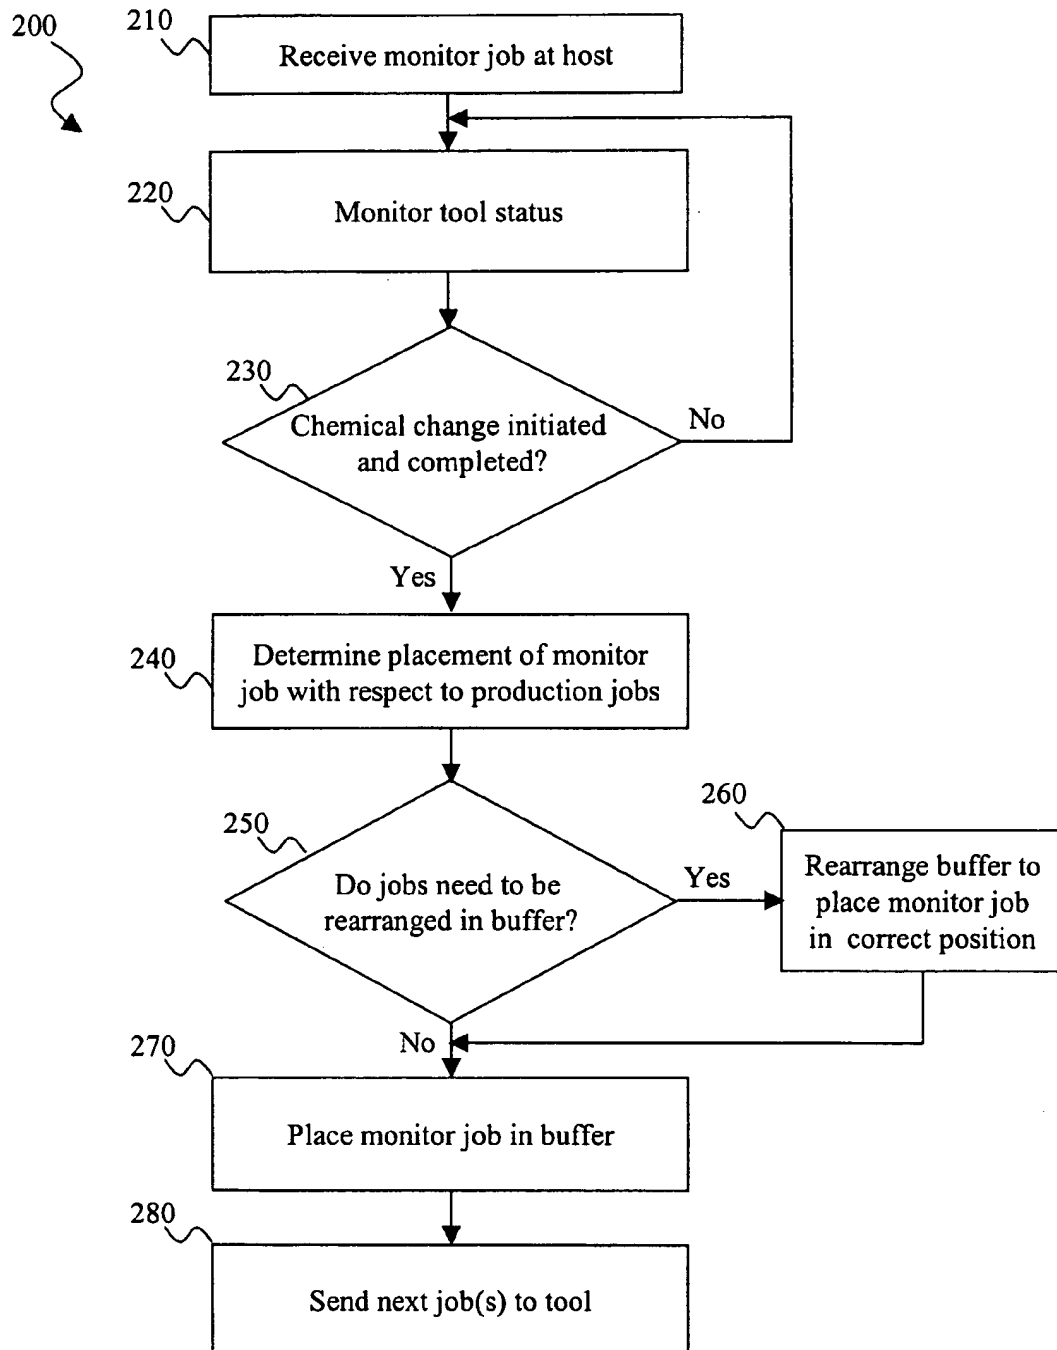 200
210
Receive monitor job at host
220
Monitor tool status
230
Chemical change initiated
and completed?
No
Yes
240
Determine placement of monitor
job with respect to production jobs
250
Do jobs need to be
rearranged in buffer?
Yes
260
Rearrange buffer to
place monitor job
in correct position
No
270
Place monitor job in buffer
280
Send next job(s) to tool